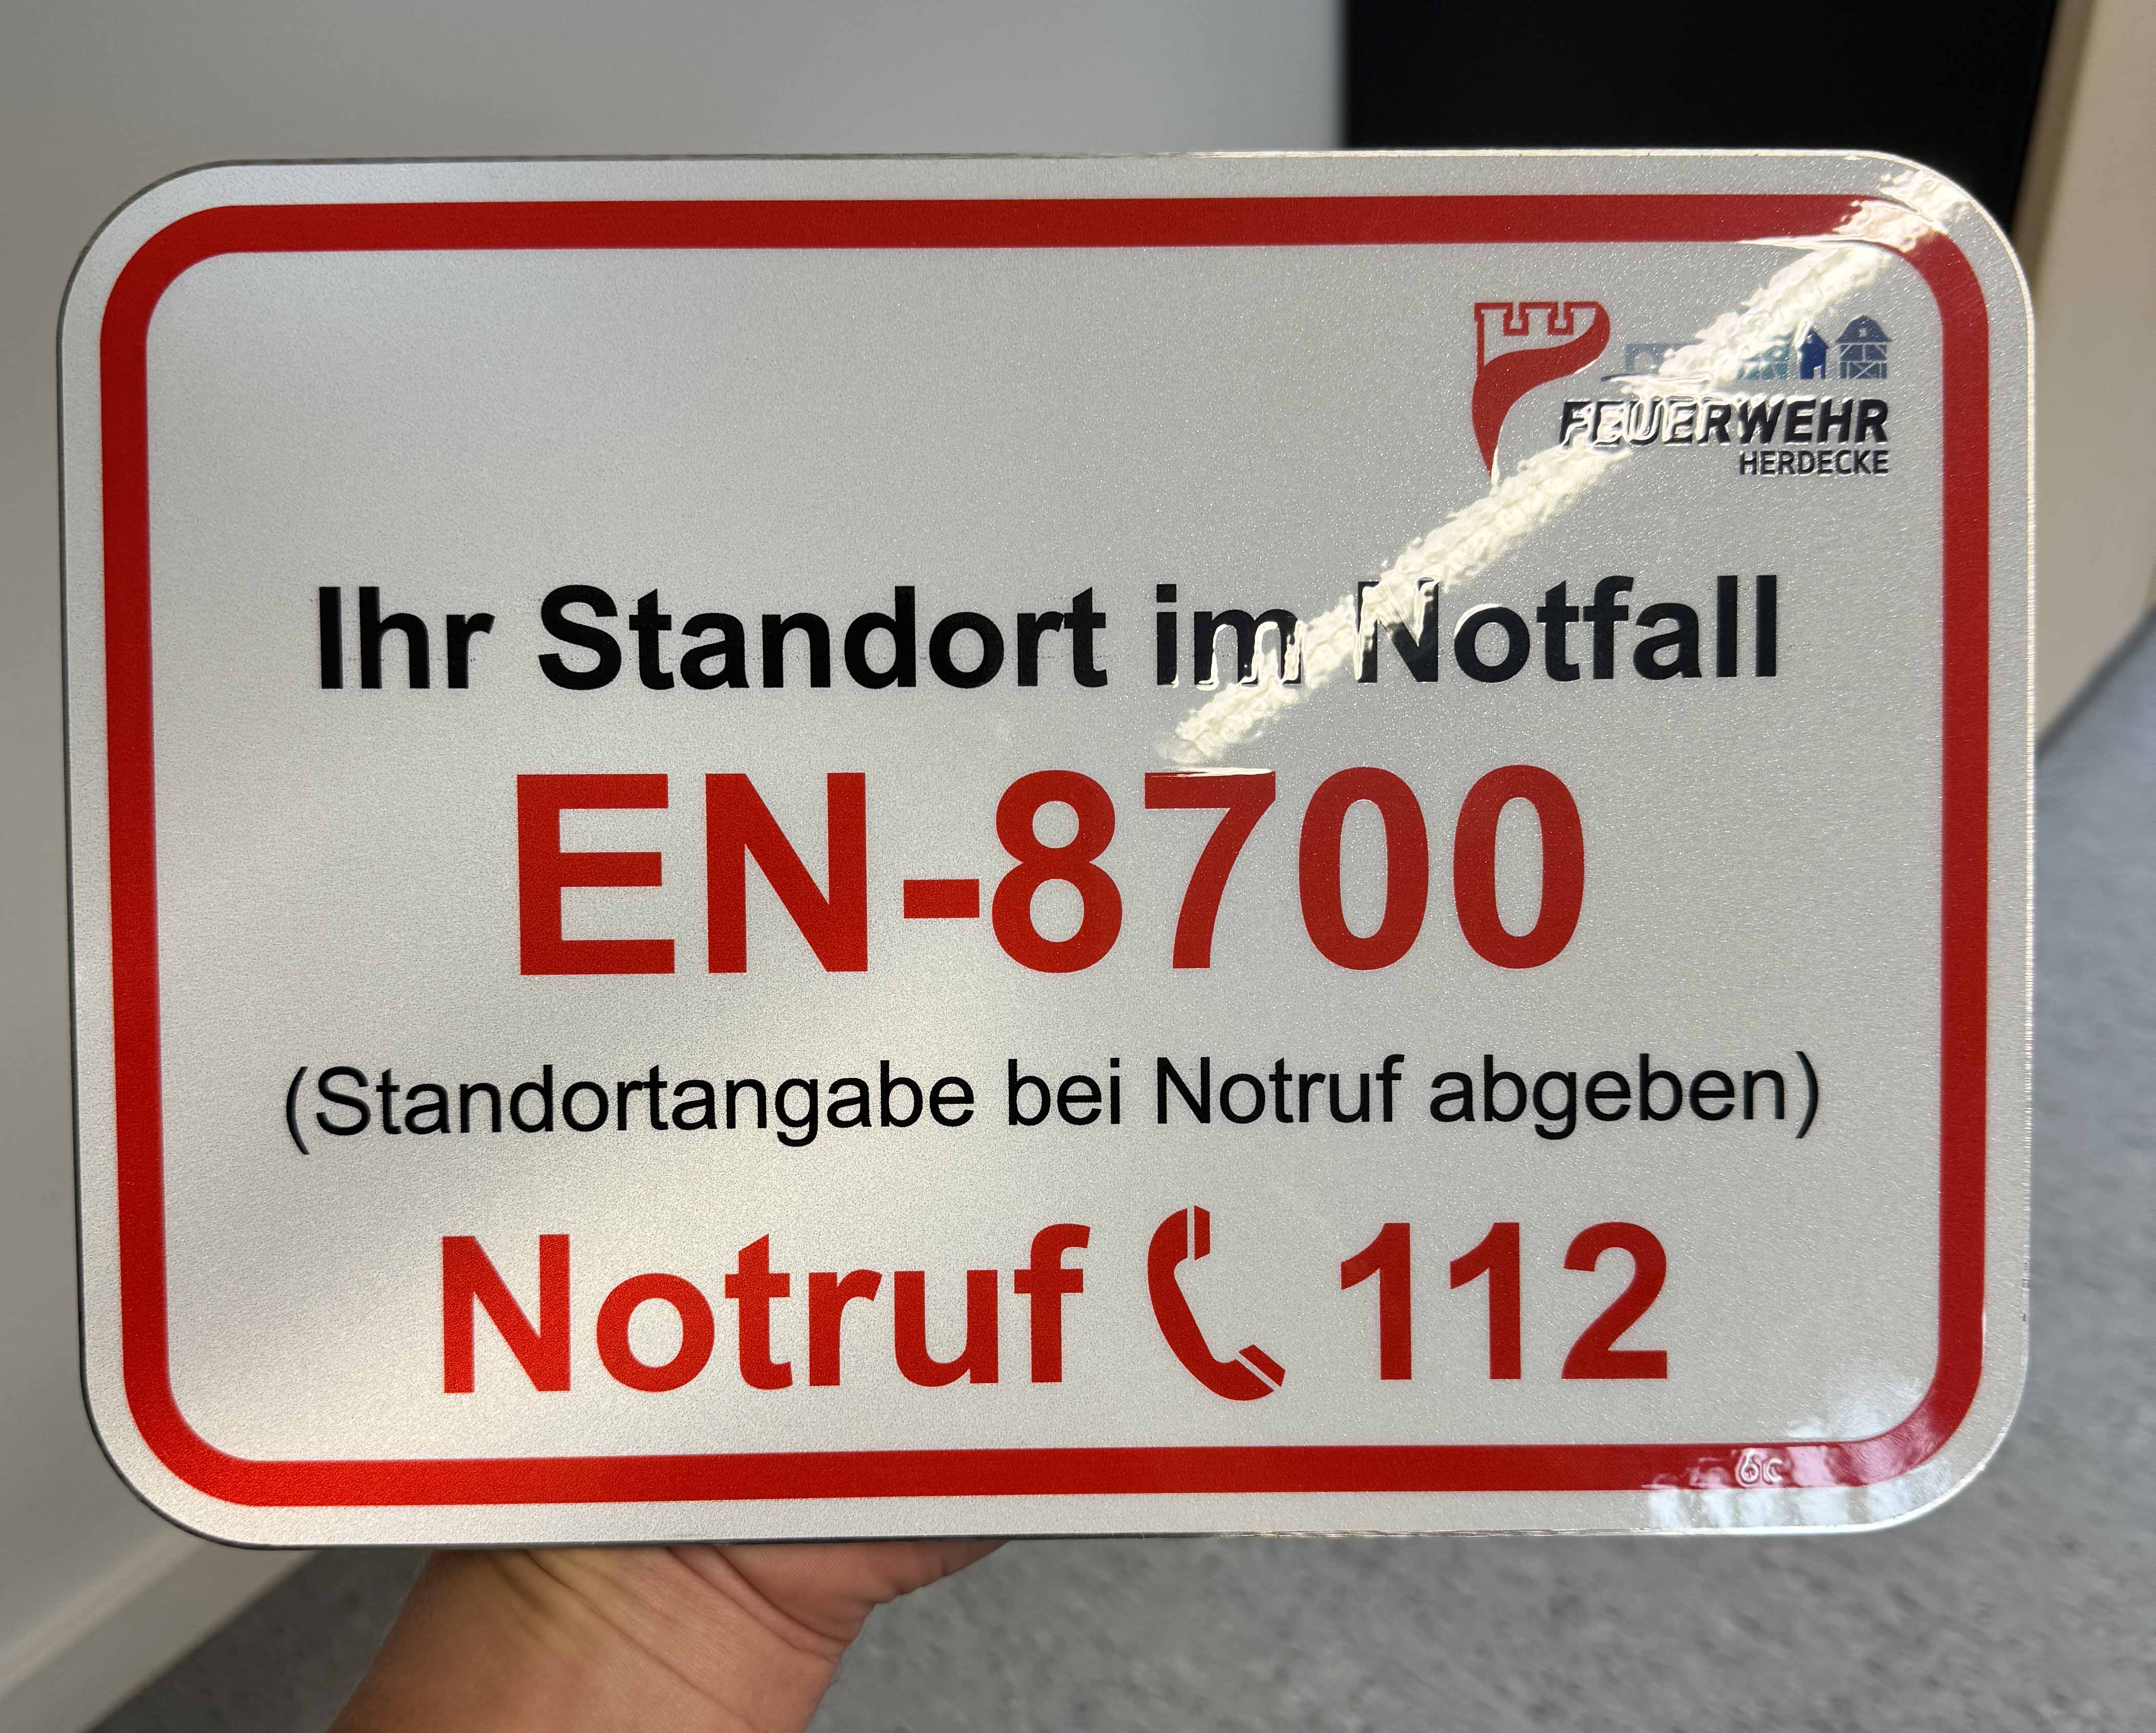 FEUERWEHR
HERDECKE
Ihr Standort im Notfall
EN-8700
(Standortangabe bei Notruf abgeben)
Notruf 112